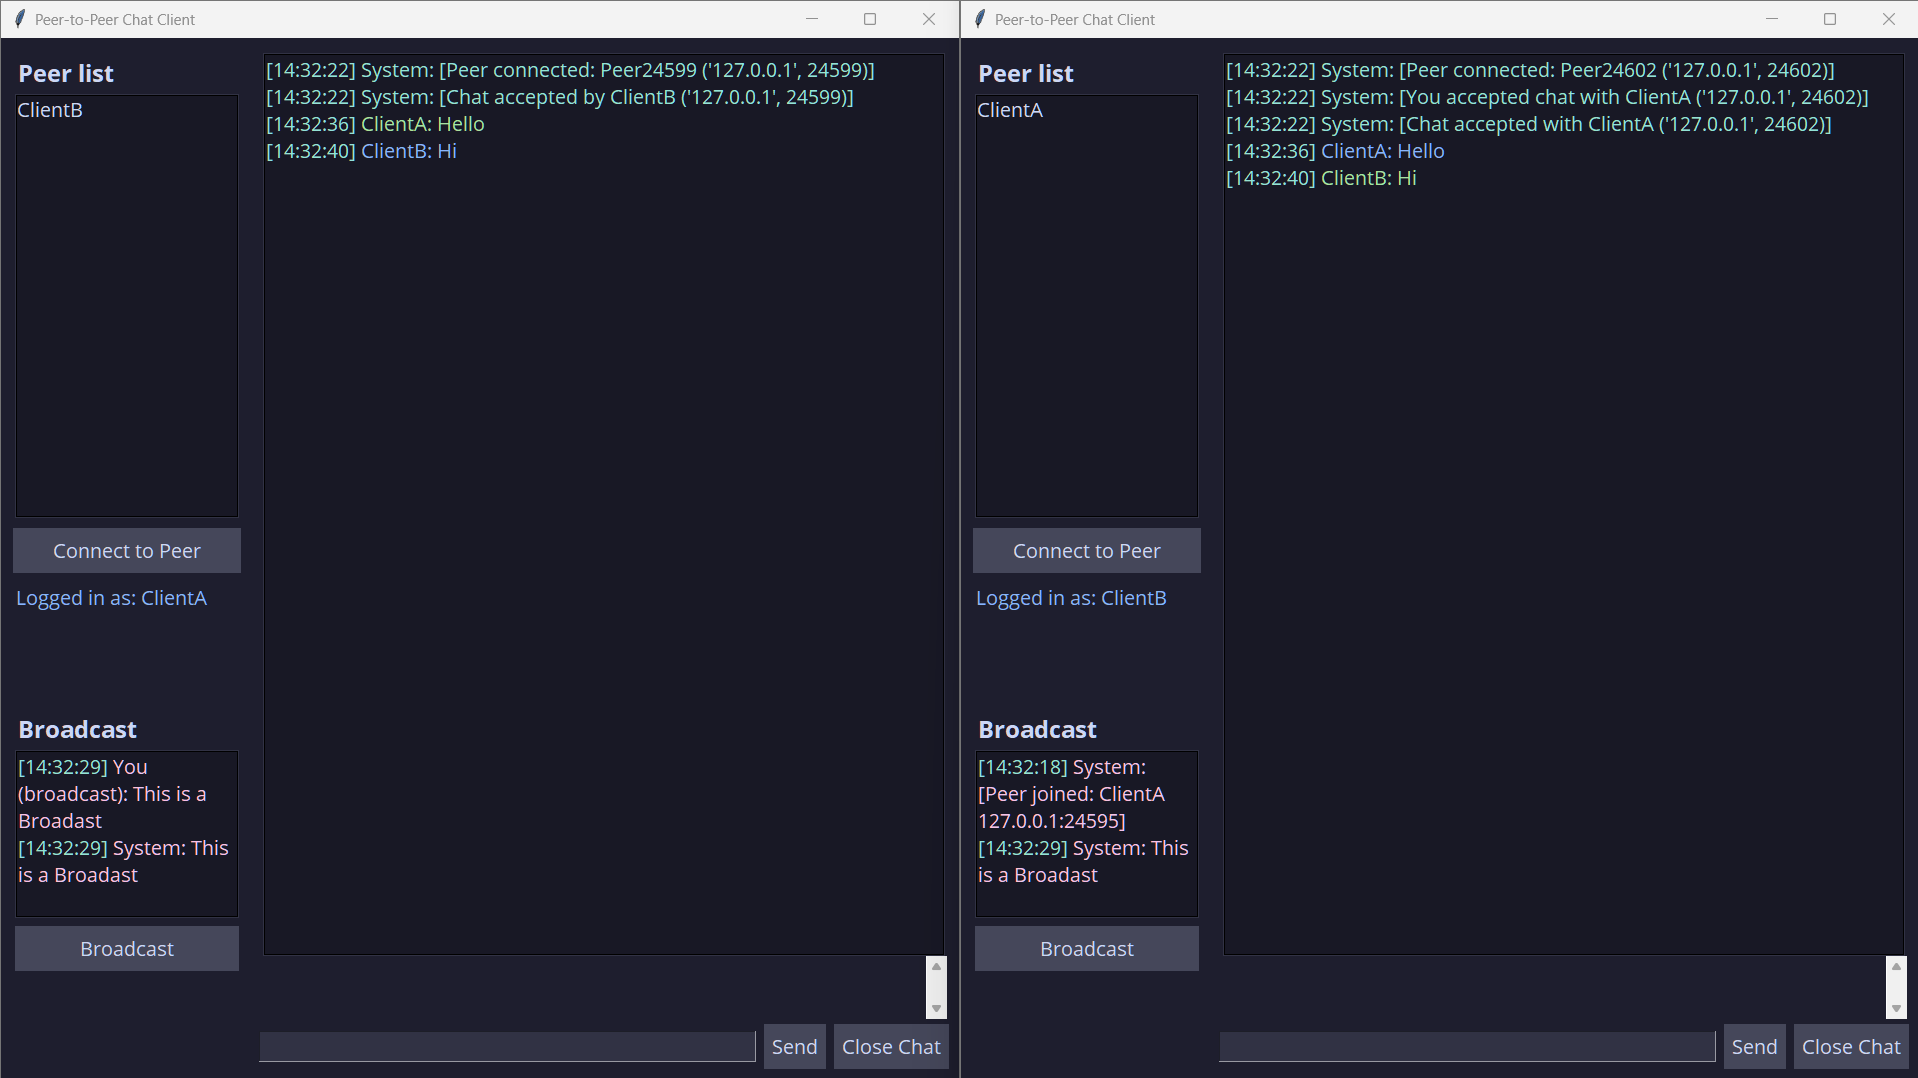 Peer-to-Peer Chat Client
Peer list
ClientB
Connect to Peer
Logged in as: ClientA
Broadcast
[14:32:29] You
(broadcast): This is a
Broadast
[14:32:29] System: This
is a Broadast
Broadcast
[14:32:22] System: [Peer connected: Peer24599 ('127.0.0.1', 24599)]
[14:32:22] System: [Chat accepted by ClientB ('127.0.0.1', 24599)]
[14:32:36] ClientA: Hello
[14:32:40] ClientB: Hi
Send
Close Chat
Peer-to-Peer Chat Client
Peer list
ClientA
Connect to Peer
Logged in as: ClientB
Broadcast
[14:32:18] System:
[Peer joined: ClientA
127.0.0.1:24595]
[14:32:29] System: This
is a Broadast
Broadcast
[14:32:22] System: [Peer connected: Peer24602 ('127.0.0.1', 24602)]
[14:32:22] System: [You accepted chat with ClientA ('127.0.0.1', 24602)]
[14:32:22] System: [Chat accepted with ClientA ('127.0.0.1', 24602)]
[14:32:36] ClientA: Hello
[14:32:40] ClientB: Hi
Send
Close Chat